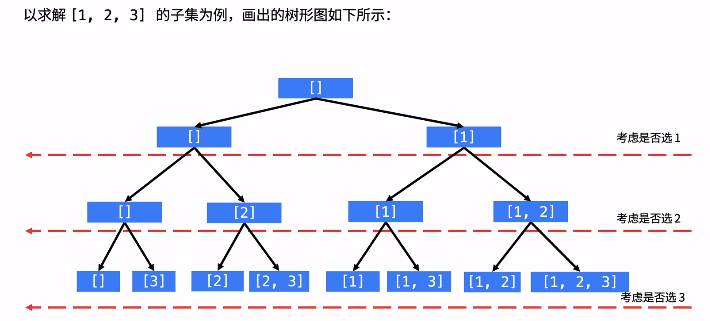 以求解 [1, 2, 3] 的子集为例，画出的树形图如下所示：
[]
[] [1]
考虑是否选 1
[] [2] [1] [1, 2]
考虑是否选 2
[] [3] [2] [2, 3] [1] [1, 3] [1, 2] [1, 2, 3]
考虑是否选 3